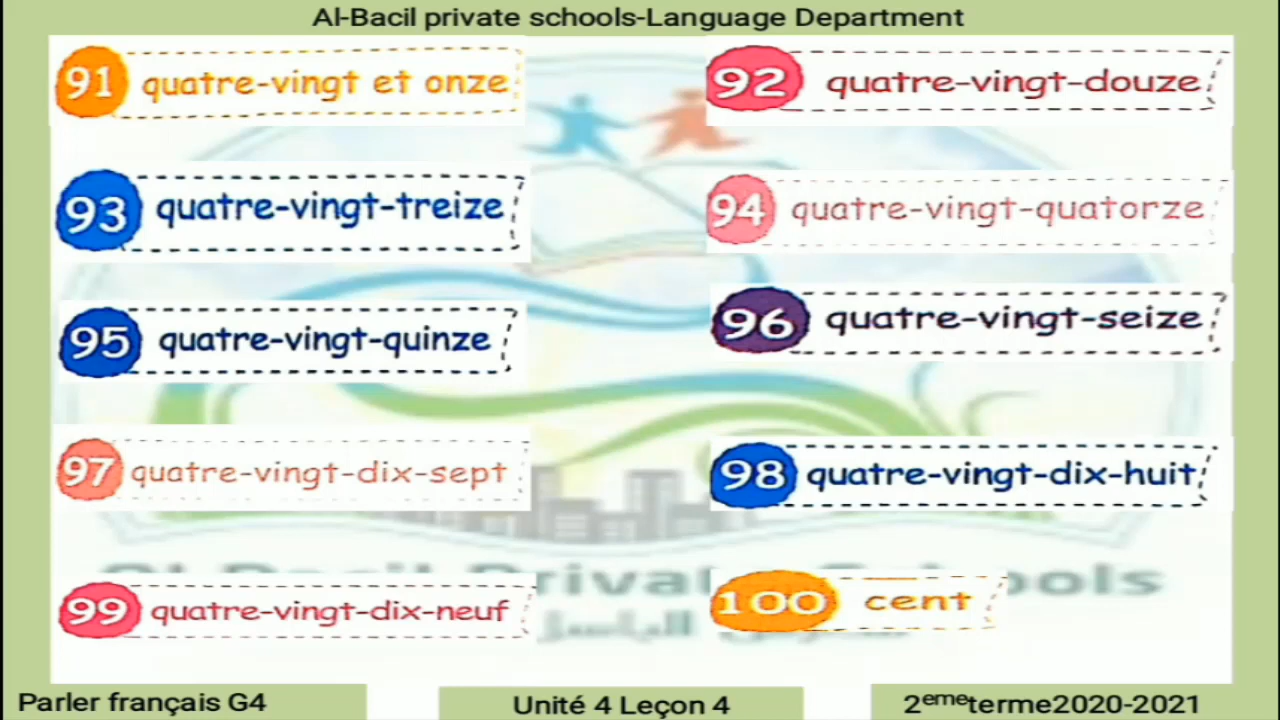 Al-Bacil private schools-Language Department
91 quatre-vingt et onze
92 quatre-vingt-douze
93 quatre-vingt-treize
94 quatre-vingt-quatorze
95 quatre-vingt-quinze
96 quatre-vingt-seize
97 quatre-vingt-dix-sept
98 quatre-vingt-dix-huit
99 quatre-vingt-dix-neuf
100 cent
Parler français G4
Unité 4 Leçon 4
2emeterme2020-2021